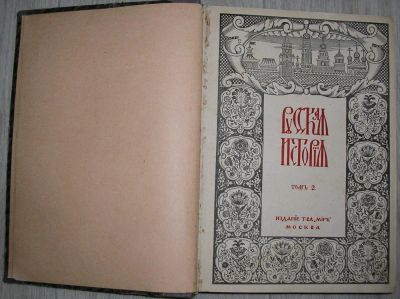 РУССКАЯ
ИСТОРІЯ
ТОМЪ 2.
ИЗДАНІЕ Т-ВА „МІРЪ"
МОСКВА